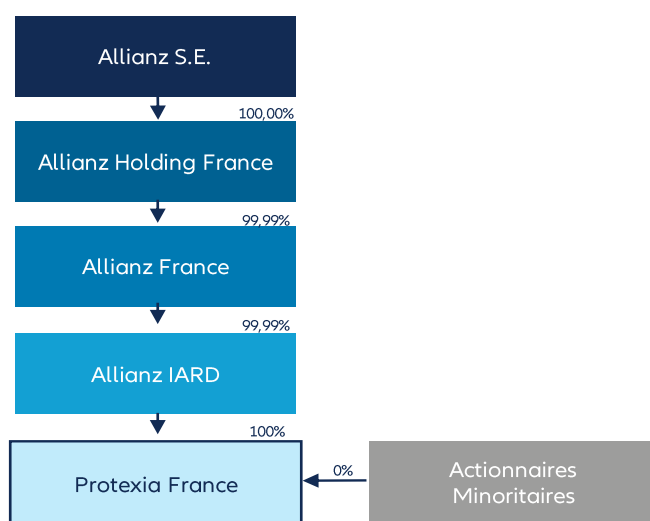 Allianz S.E.
100,00%
Allianz Holding France
99,99%
Allianz France
99,99%
Allianz IARD
100%
Protexia France
0%
Actionnaires
Minoritaires